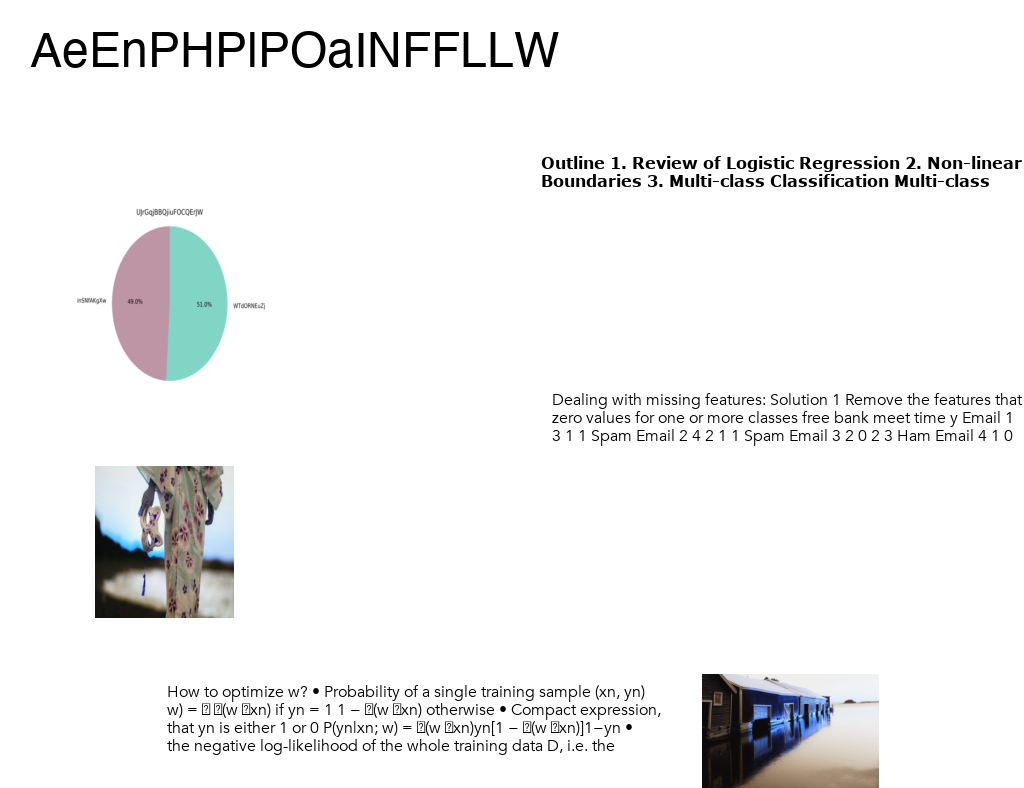 AeEnPHPIPOaINFFLLW
Outline 1. Review of Logistic Regression 2. Non-linear
Boundaries 3. Multi-class Classification Multi-class
49.0%
51.0%
Dealing with missing features: Solution 1 Remove the features that
zero values for one or more classes free bank meet time y Email 1
3 1 1 Spam Email 2 4 2 1 1 Spam Email 3 2 0 2 3 Ham Email 4 1 0
How to optimize w? • Probability of a single training sample (xn, yn)
w) = (w xn) if yn = 1 1 − (w xn) otherwise • Compact expression,
that yn is either 1 or 0 P(yn|xn; w) = (w xn)yn[1 − (w xn)]1−yn •
the negative log-likelihood of the whole training data D, i.e. the